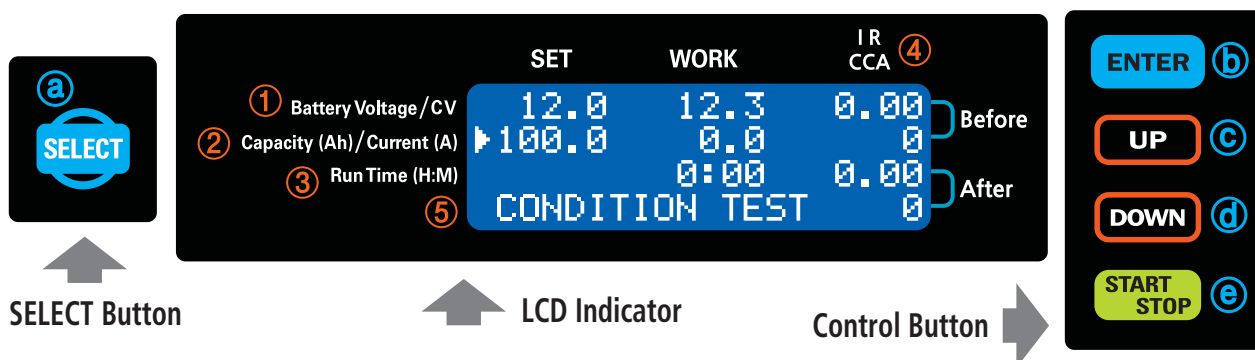 ⓐ
SELECT
SELECT Button
SET WORK IR
CCA ④
① Battery Voltage/CV 12.0 12.3 0.00 Before
② Capacity (Ah)/Current (A) ▶100.0 0.0 0
③ Run Time (H:M) 0:00 0.00 After
⑤ CONDITION TEST 0
LCD Indicator
Control Button
ENTER ⓑ
UP ⓒ
DOWN ⓓ
START
STOP ⓔ